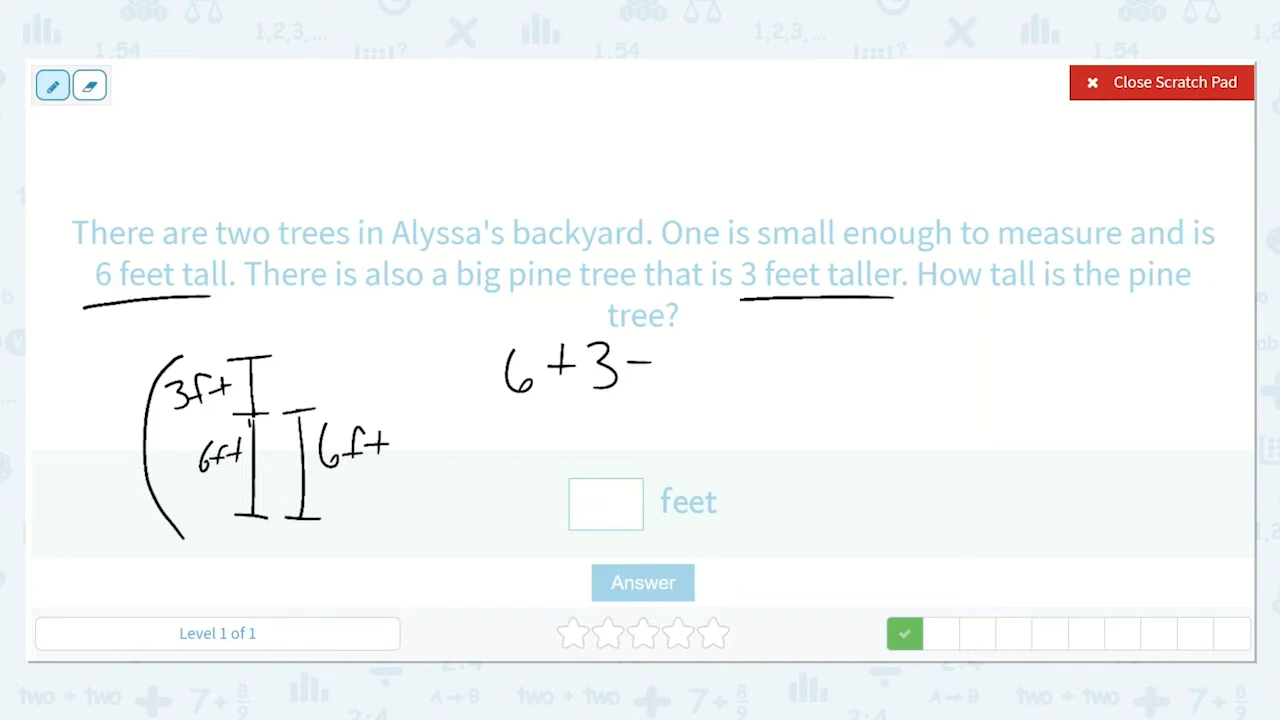 Close Scratch Pad
There are two trees in Alyssa's backyard. One is small enough to measure and is
6 feet tall. There is also a big pine tree that is 3 feet taller. How tall is the pine
tree?
6 + 3 -
3ft
6ft
6ft
feet
Answer
Level 1 of 1